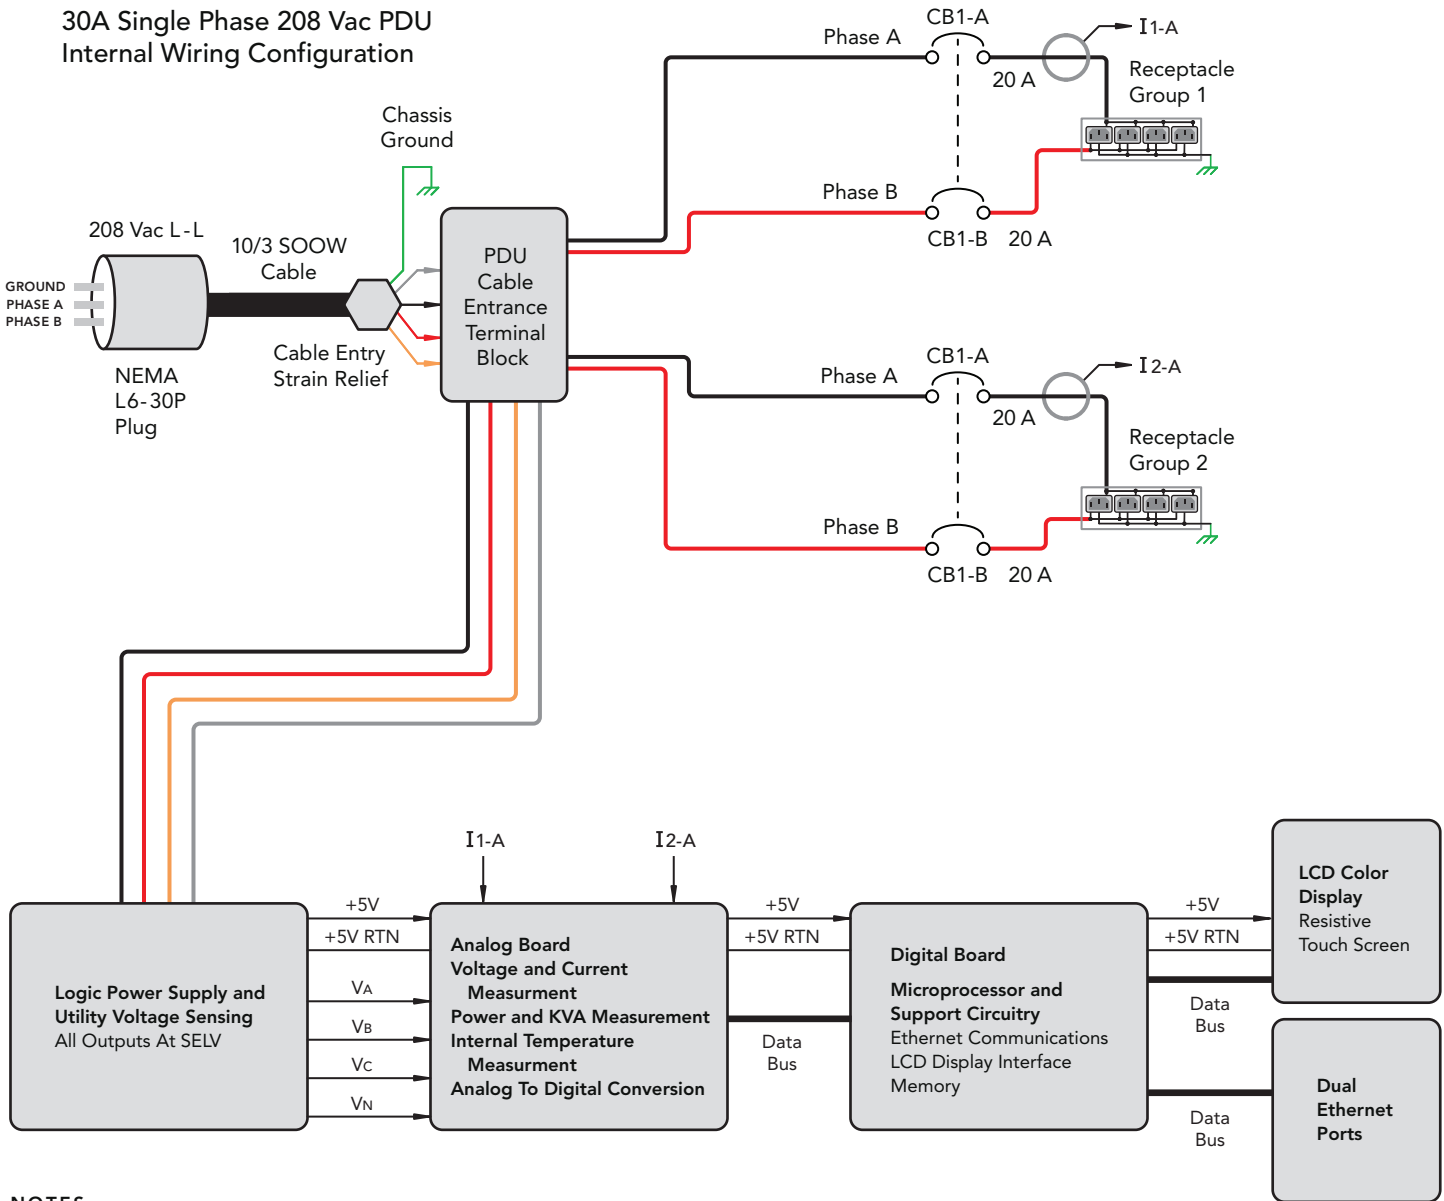 30A Single Phase 208 Vac PDU
Internal Wiring Configuration
Chassis
Ground
208 Vac L-L
10/3 SOOW
Cable
GROUND
PHASE A
PHASE B
NEMA
L6-30P
Plug
Cable Entry
Strain Relief
PDU
Cable
Entrance
Terminal
Block
Phase A
CB1-A
20 A
I1-A
Receptacle
Group 1
Phase B
CB1-B
20 A
Phase A
CB1-A
20 A
I2-A
Receptacle
Group 2
Phase B
CB1-B
20 A
Logic Power Supply and
Utility Voltage Sensing
All Outputs At SELV
+5V
+5V RTN
VA
VB
VC
VN
I1-A
I2-A
Analog Board
Voltage and Current
Measurment
Power and KVA Measurement
Internal Temperature
Measurment
Analog To Digital Conversion
+5V
+5V RTN
Data
Bus
Digital Board
Microprocessor and
Support Circuitry
Ethernet Communications
LCD Display Interface
Memory
+5V
+5V RTN
Data
Bus
Data
Bus
LCD Color
Display
Resistive
Touch Screen
Dual
Ethernet
Ports
NOTES